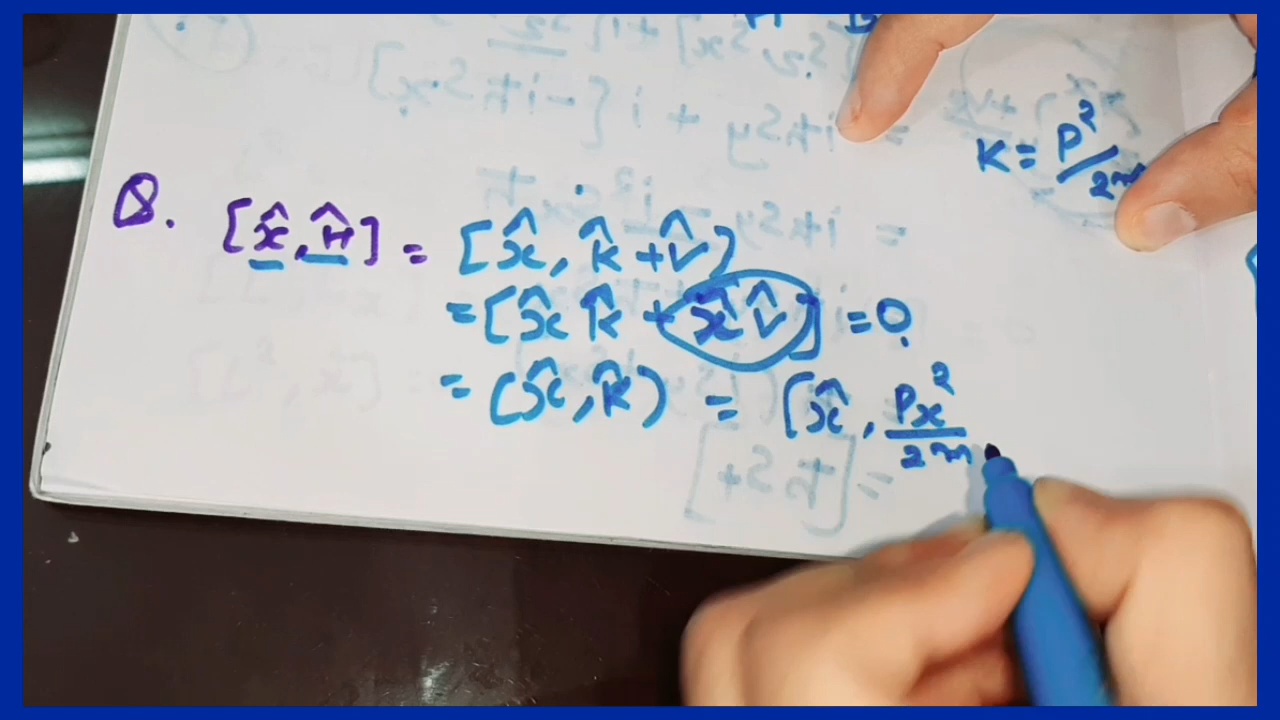 K = P²/2m
Q. [x̂, Ĥ] = [x̂, k̂ + v̂]
= [x̂ k̂ + x̂ v̂] = 0
= (x̂, k̂) = [x̂, Px²/2m